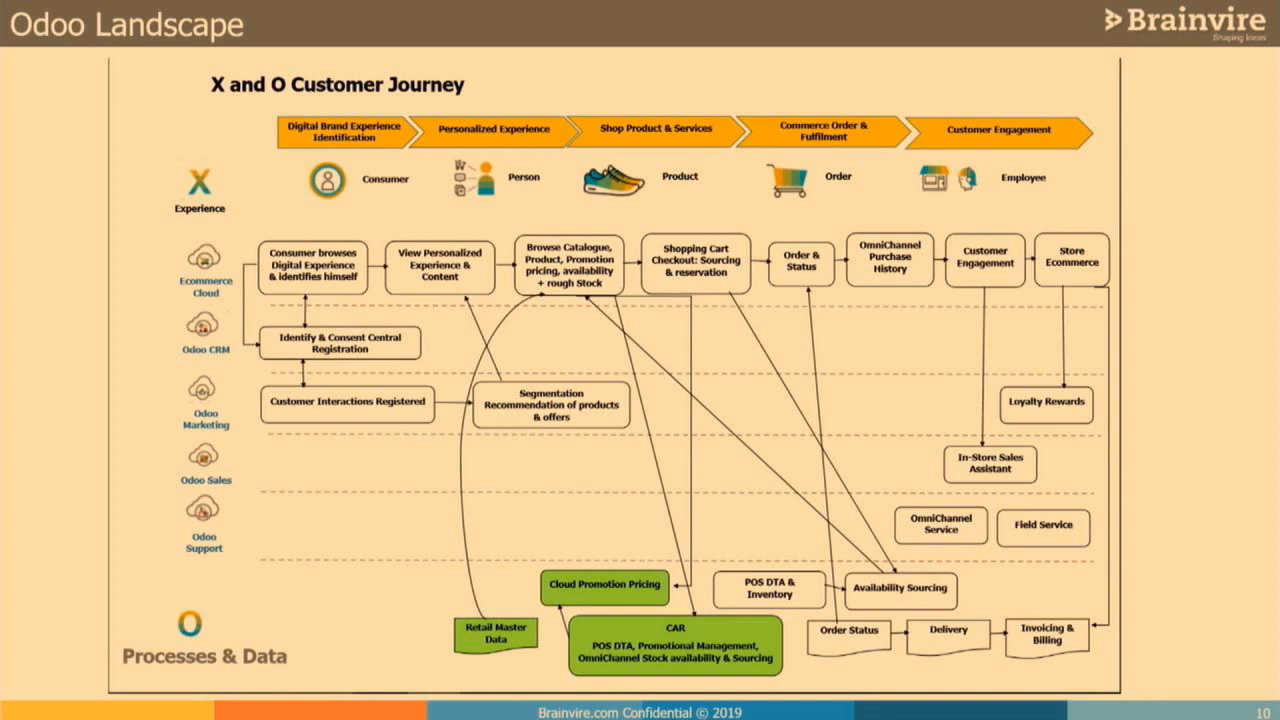 Odoo Landscape
Brainvire
Shaping Ideas
X and O Customer Journey
Digital Brand Experience
Identification
Personalized Experience
Shop Product & Services
Commerce Order &
Fulfilment
Customer Engagement
X
Experience
Consumer
Person
Product
Order
Employee
Ecommerce
Cloud
Consumer browses
Digital Experience
& identifies himself
View Personalized
Experience &
Content
Browse Catalogue,
Product, Promotion
pricing, availability
+ rough Stock
Shopping Cart
Checkout: Sourcing
& reservation
Order &
Status
OmniChannel
Purchase
History
Customer
Engagement
Store
Ecommerce
Odoo CRM
Identify & Consent Central
Registration
Odoo
Marketing
Customer Interactions Registered
Segmentation
Recommendation of products
& offers
Loyalty Rewards
Odoo Sales
In-Store Sales
Assistant
Odoo
Support
OmniChannel
Service
Field Service
Cloud Promotion Pricing
POS DTA &
Inventory
Availability Sourcing
O
Processes & Data
Retail Master
Data
CAR
POS DTA, Promotional Management,
OmniChannel Stock availability & Sourcing
Order Status
Delivery
Invoicing &
Billing
Brainvire.com Confidential © 2019
10